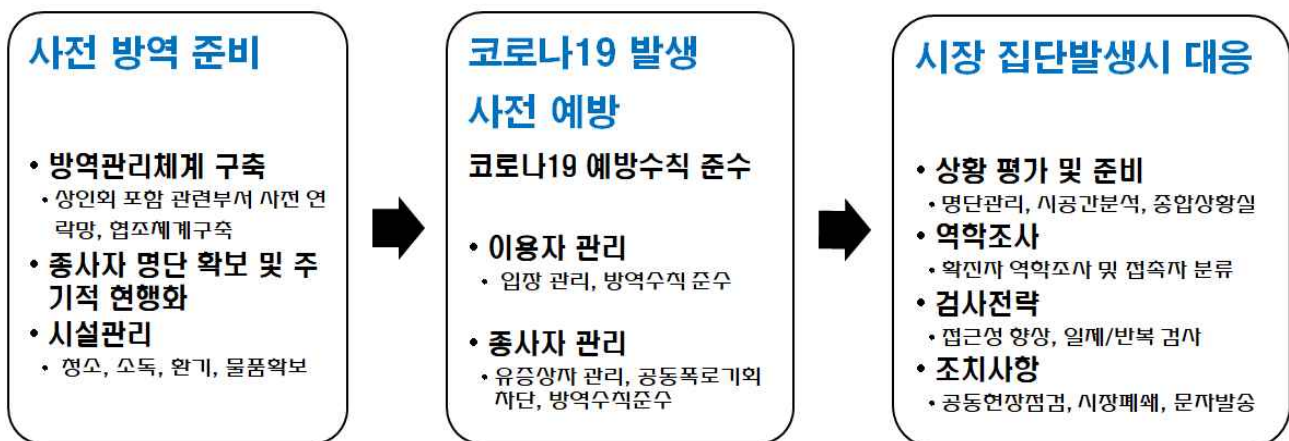 사전 방역 준비
• 방역관리체계 구축
• 상인회 포함 관련부서 사전 연
락망, 협조체계구축
• 종사자 명단 확보 및 주
기적 현행화
• 시설관리
• 청소, 소독, 환기, 물품확보
코로나19 발생
사전 예방
코로나19 예방수칙 준수
• 이용자 관리
• 입장 관리, 방역수칙 준수
• 종사자 관리
• 유증상자 관리, 공동폭로기회
차단, 방역수칙준수
시장 집단발생시 대응
• 상황 평가 및 준비
• 명단관리, 시공간분석, 종합상황실
• 역학조사
• 확진자 역학조사 및 접촉자 분류
• 검사전략
• 접근성 향상, 일제/반복 검사
• 조치사항
• 공동현장점검, 시장폐쇄, 문자발송